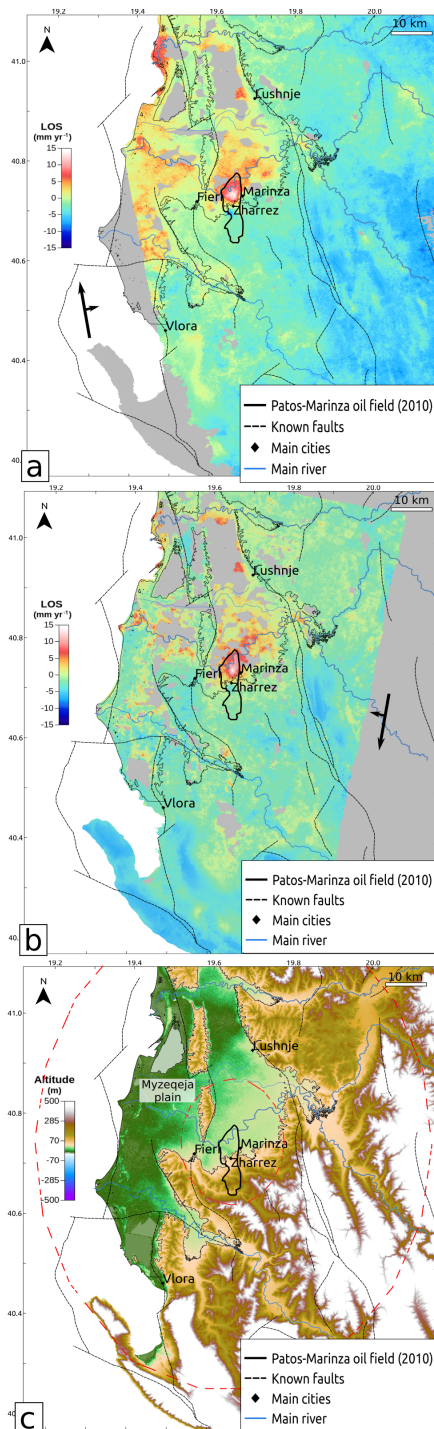 19.2 19.4 19.6 19.8 20.0
N
10 km
41.0
Lushnje
LOS
(mm yr⁻¹)
15
10
5
0
-5
-10
-15
40.8
Fieri
Marinza
Zharrez
40.6
Vlora
40.4
Patos-Marinza oil field (2010)
Known faults
Main cities
Main river
a
19.2 19.4 19.6 19.8 20.0
N
10 km
41.0
Lushnje
LOS
(mm yr⁻¹)
15
10
5
0
-5
-10
-15
40.8
Fieri
Marinza
Zharrez
40.6
Vlora
40.4
Patos-Marinza oil field (2010)
Known faults
Main cities
Main river
b
19.2 19.4 19.6 19.8 20.0
N
10 km
41.0
Lushnje
Altitude
(m)
500
285
70
-70
-285
-500
Myzeqeja
plain
40.8
Fieri
Marinza
Zharrez
40.6
Vlora
40.4
Patos-Marinza oil field (2010)
Known faults
Main cities
Main river
c